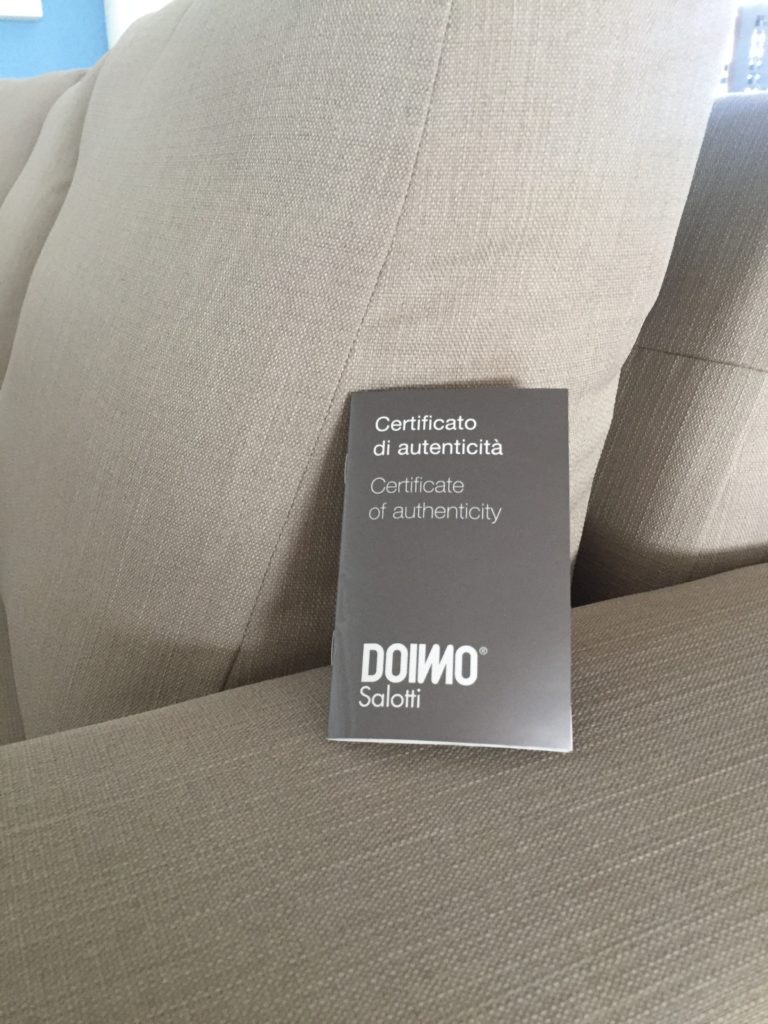 Certificato
di autenticità
Certificate
of authenticity
DOIMO®
Salotti